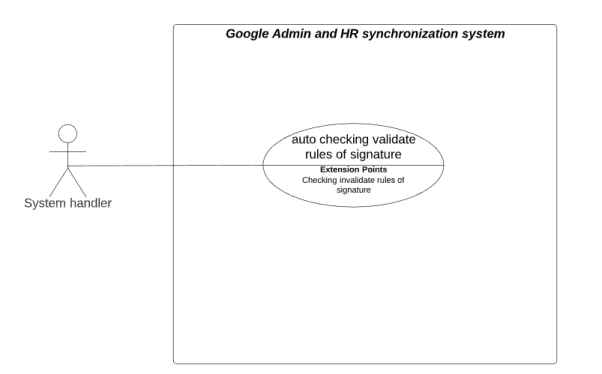 Google Admin and HR synchronization system
auto checking validate
rules of signature
Extension Points
Checking invalidate rules of
signature
System handler